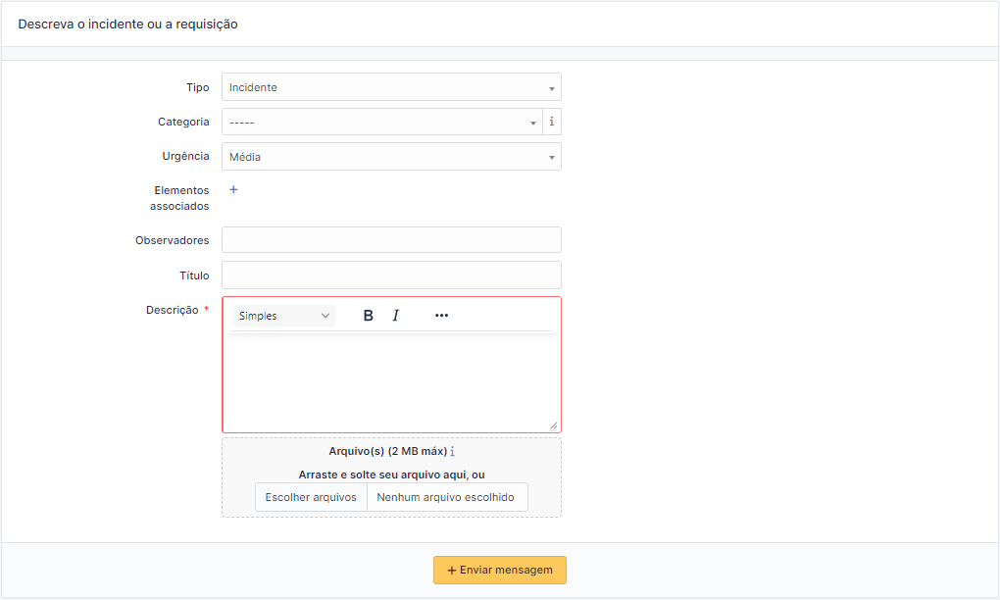 Descreva o incidente ou a requisição
Tipo
Incidente
Categoria
-----
i
Urgência
Média
Elementos
associados
+
Observadores
Título
Descrição *
Simples
B I •••
Arquivo(s) (2 MB máx) i
Arraste e solte seu arquivo aqui, ou
Escolher arquivos Nenhum arquivo escolhido
+ Enviar mensagem